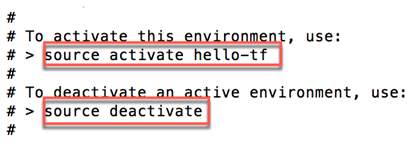 #
# To activate this environment, use:
# > source activate hello-tf
#
# To deactivate an active environment, use:
# > source deactivate
#